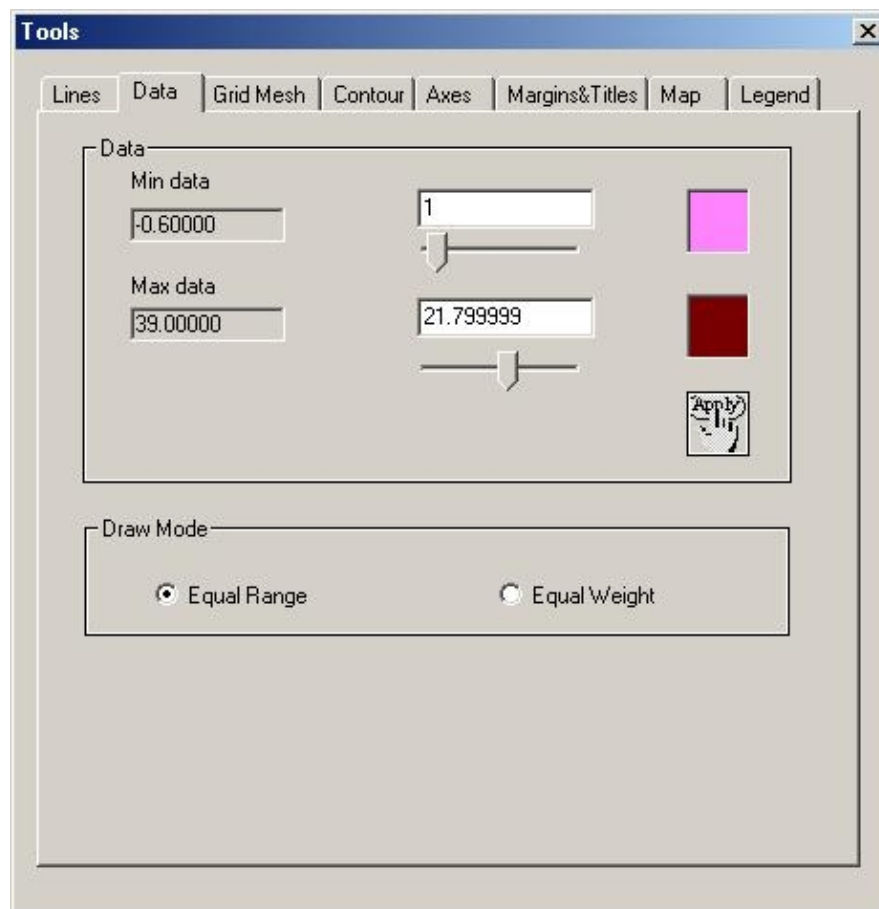 Tools
Lines Data Grid Mesh Contour Axes Margins&Titles Map Legend
Data
Min data
-0.60000
1
Max data
39.00000
21.799999
Apply
Draw Mode
Equal Range
Equal Weight